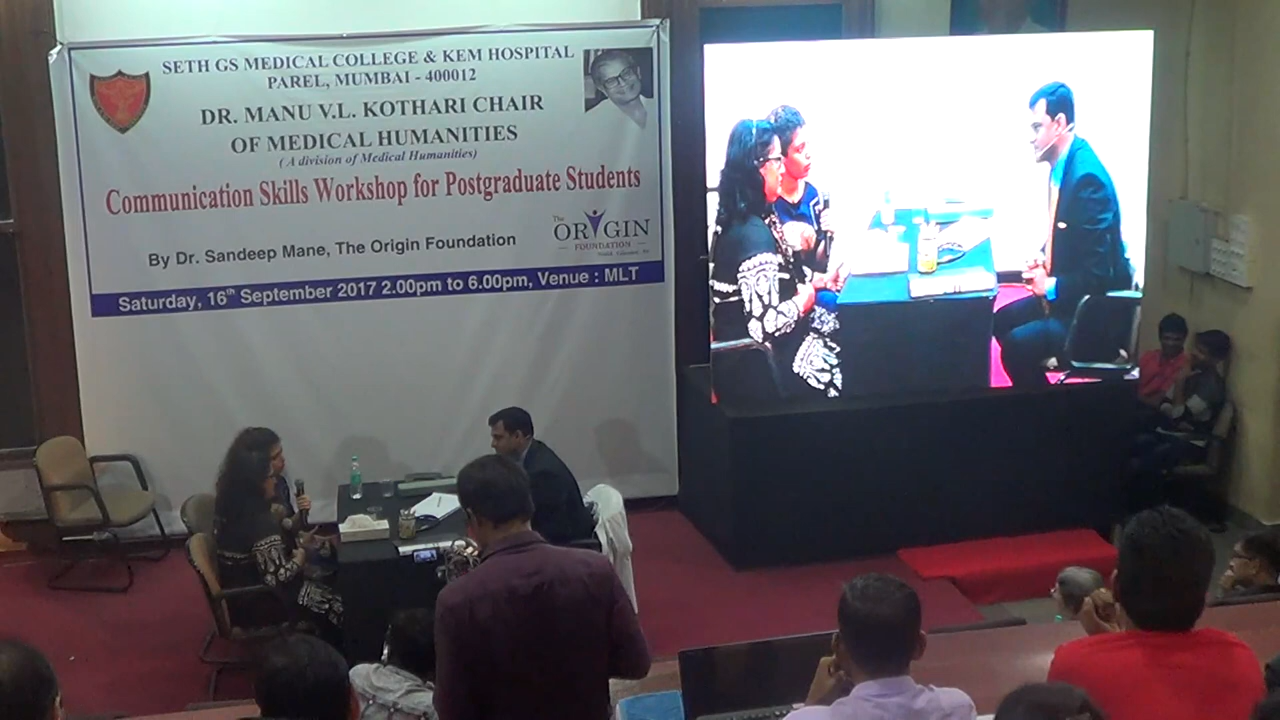 SETH GS MEDICAL COLLEGE & KEM HOSPITAL
PAREL, MUMBAI - 400012
DR. MANU V.L. KOTHARI CHAIR
OF MEDICAL HUMANITIES
( A division of Medical Humanities)
Communication Skills Workshop for Postgraduate Students
By Dr. Sandeep Mane, The Origin Foundation
The
ORIGIN
FOUNDATION
Saturday, 16th September 2017 2.00pm to 6.00pm, Venue : MLT